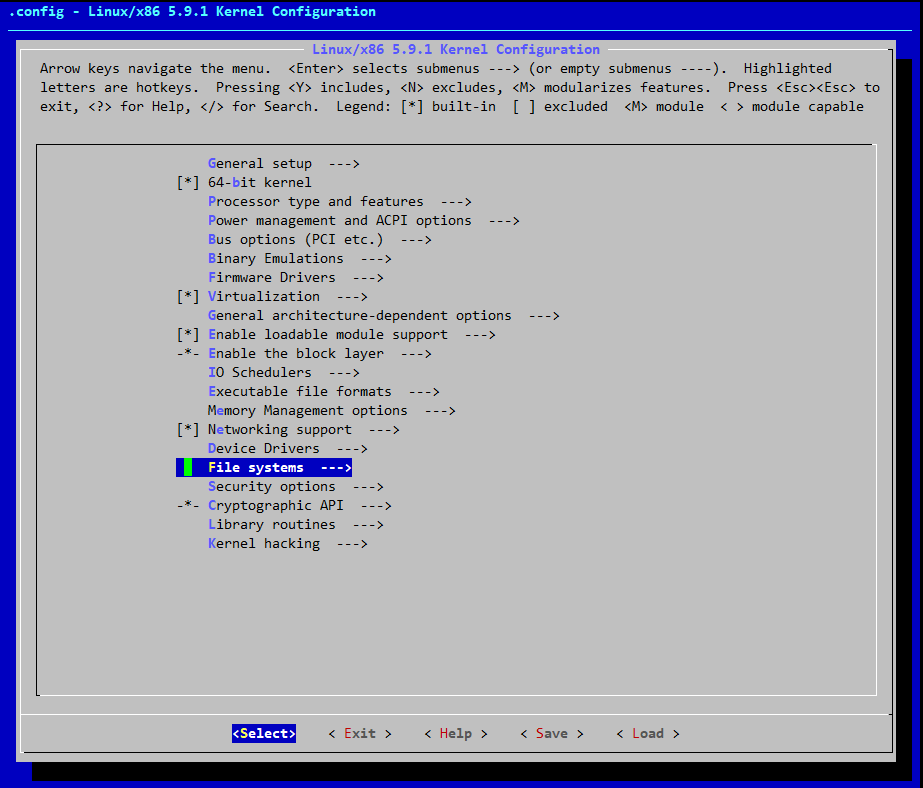 .config - Linux/x86 5.9.1 Kernel Configuration
Linux/x86 5.9.1 Kernel Configuration
Arrow keys navigate the menu.  <Enter> selects submenus ---> (or empty submenus ----).  Highlighted
letters are hotkeys.  Pressing <Y> includes, <N> excludes, <M> modularizes features.  Press <Esc><Esc> to
exit, <?> for Help, </> for Search.  Legend: [*] built-in  [ ] excluded  <M> module  < > module capable
General setup  --->
[*] 64-bit kernel
Processor type and features  --->
Power management and ACPI options  --->
Bus options (PCI etc.)  --->
Binary Emulations  --->
Firmware Drivers  --->
[*] Virtualization  --->
General architecture-dependent options  --->
[*] Enable loadable module support  --->
-*- Enable the block layer  --->
IO Schedulers  --->
Executable file formats  --->
Memory Management options  --->
[*] Networking support  --->
Device Drivers  --->
File systems  --->
Security options  --->
-*- Cryptographic API  --->
Library routines  --->
Kernel hacking  --->
<Select>    < Exit >    < Help >    < Save >    < Load >